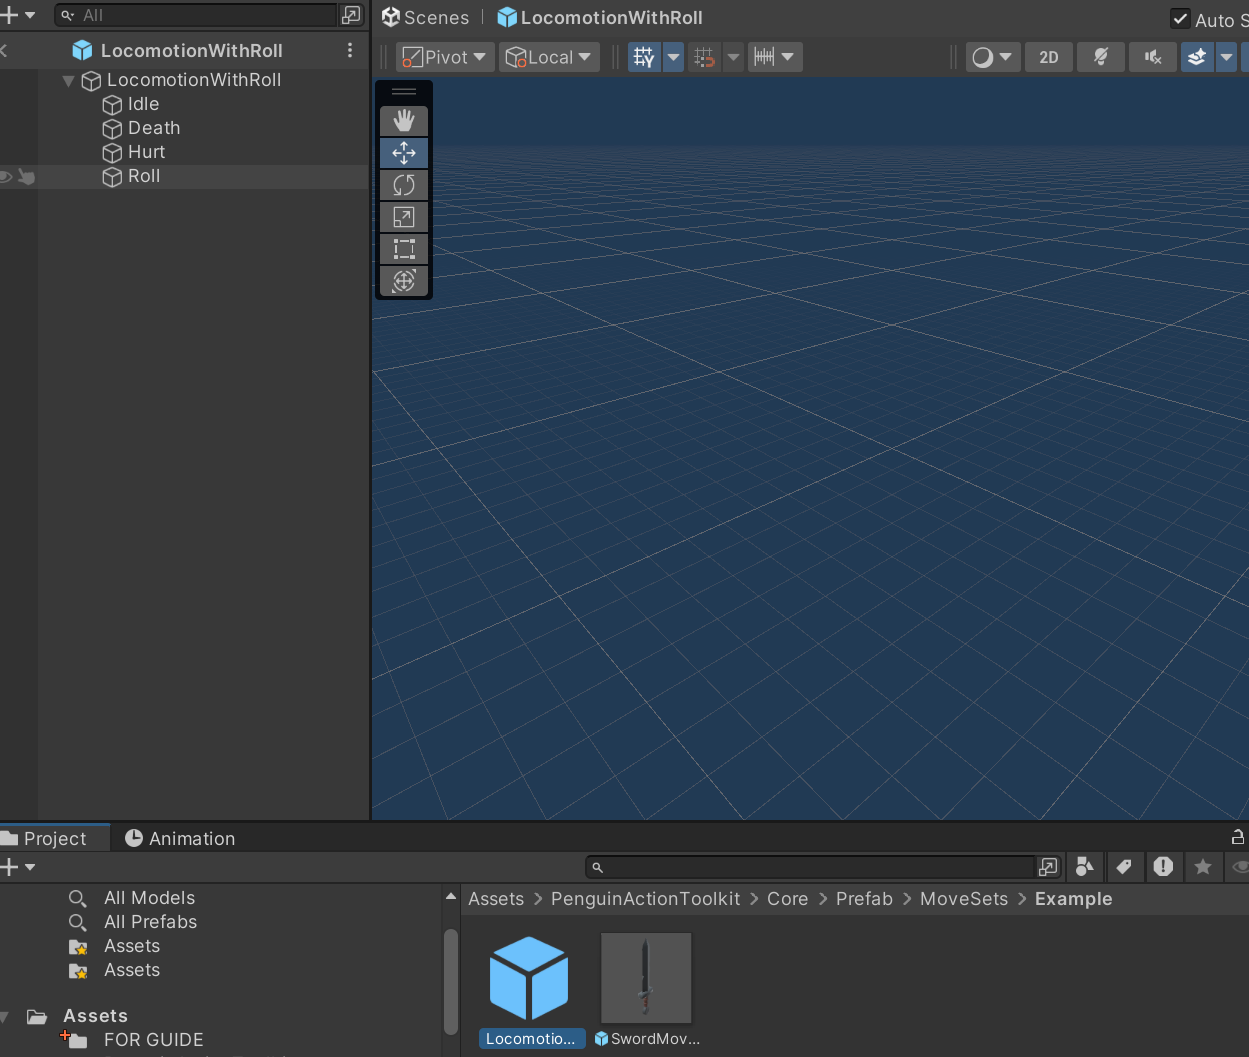 All
Scenes
LocomotionWithRoll
Auto S
LocomotionWithRoll
Pivot
Local
2D
LocomotionWithRoll
Idle
Death
Hurt
Roll
Project
Animation
All Models
All Prefabs
Assets
Assets
Assets
FOR GUIDE
Assets > PenguinActionToolkit > Core > Prefab > MoveSets > Example
Locomotio...
SwordMov...